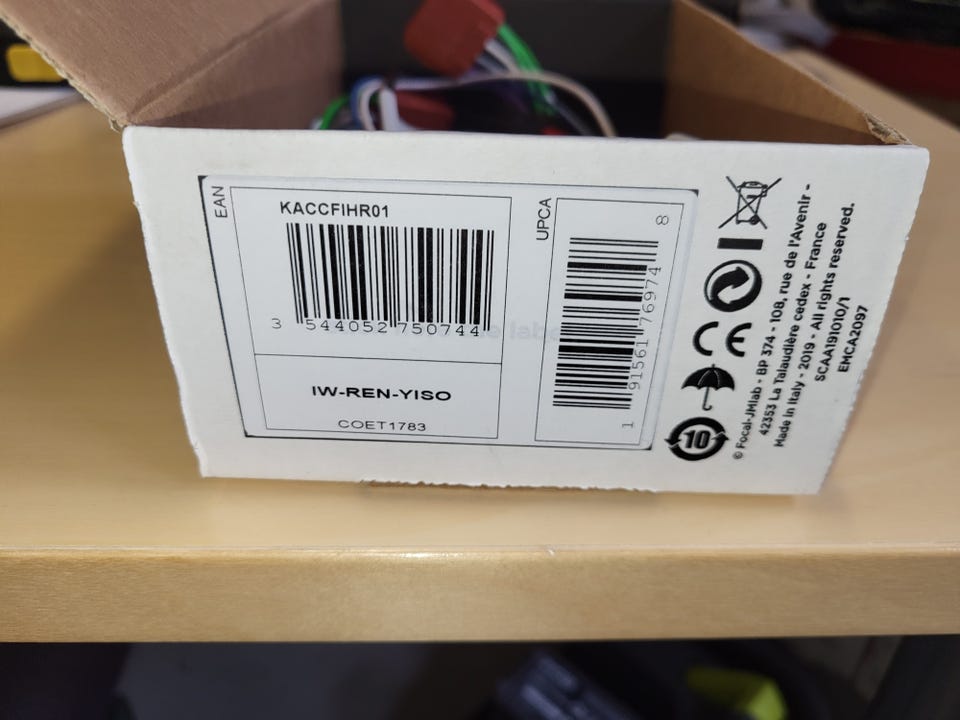 EAN
KACCFIHR01
3 544052 750744
IW-REN-YISO
COET1783
UPCA
1 91561 76974 8
CE
10
© Focal-JMlab - BP 374 - 108, rue de l'Avenir -
42353 La Talaudière cedex - France
Made in Italy - 2019 - All rights reserved.
SCAA191010/1
EMCA2097